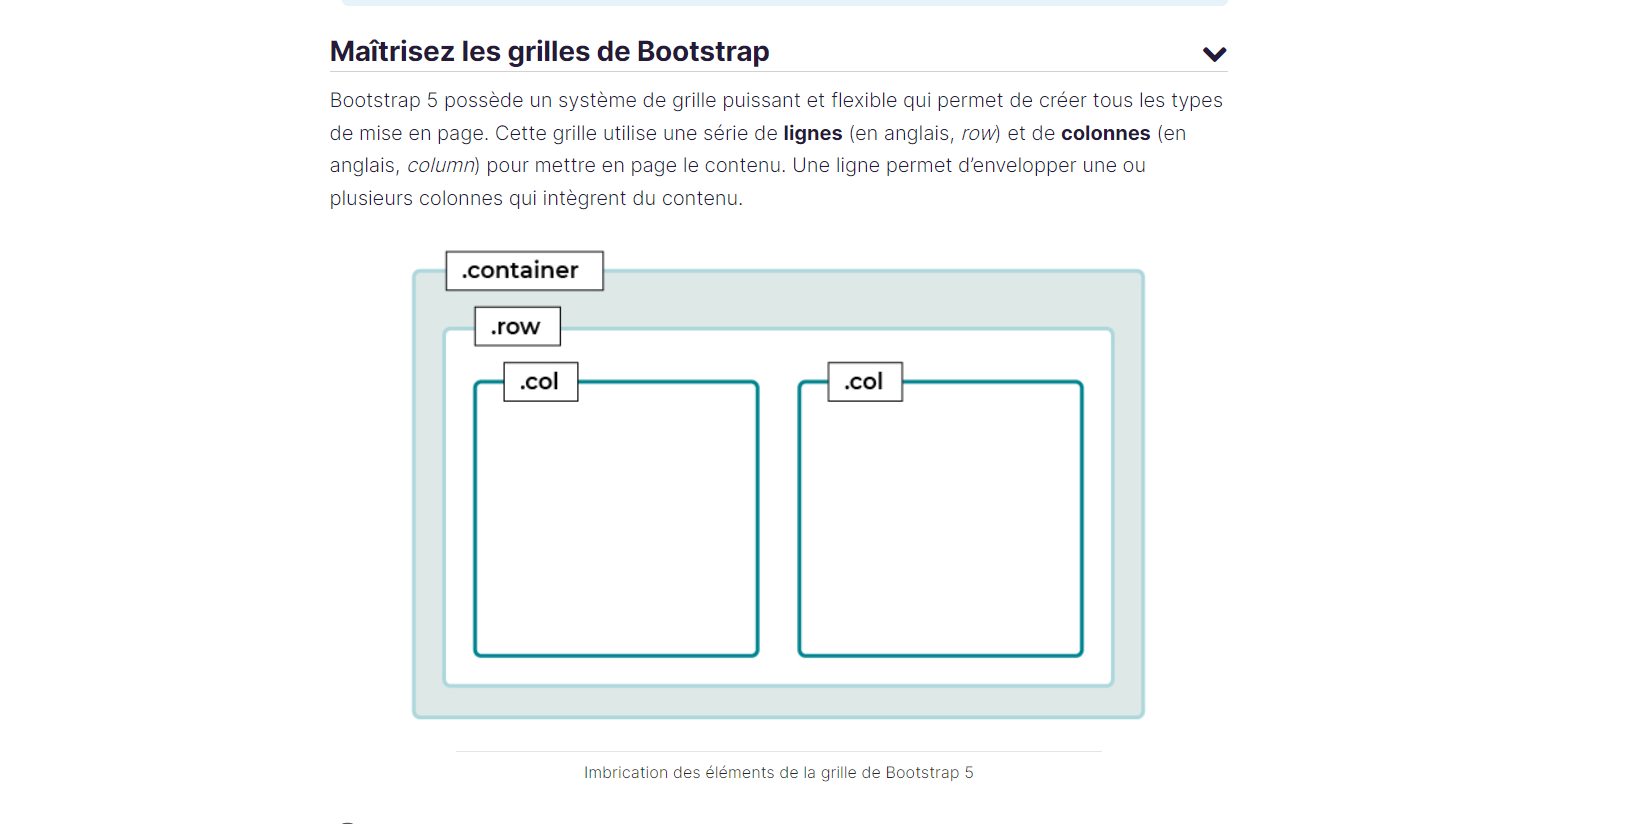 Maîtrisez les grilles de Bootstrap
Bootstrap 5 possède un système de grille puissant et flexible qui permet de créer tous les types
de mise en page. Cette grille utilise une série de lignes (en anglais, row) et de colonnes (en
anglais, column) pour mettre en page le contenu. Une ligne permet d’envelopper une ou
plusieurs colonnes qui intègrent du contenu.
.container
.row
.col
.col
Imbrication des éléments de la grille de Bootstrap 5